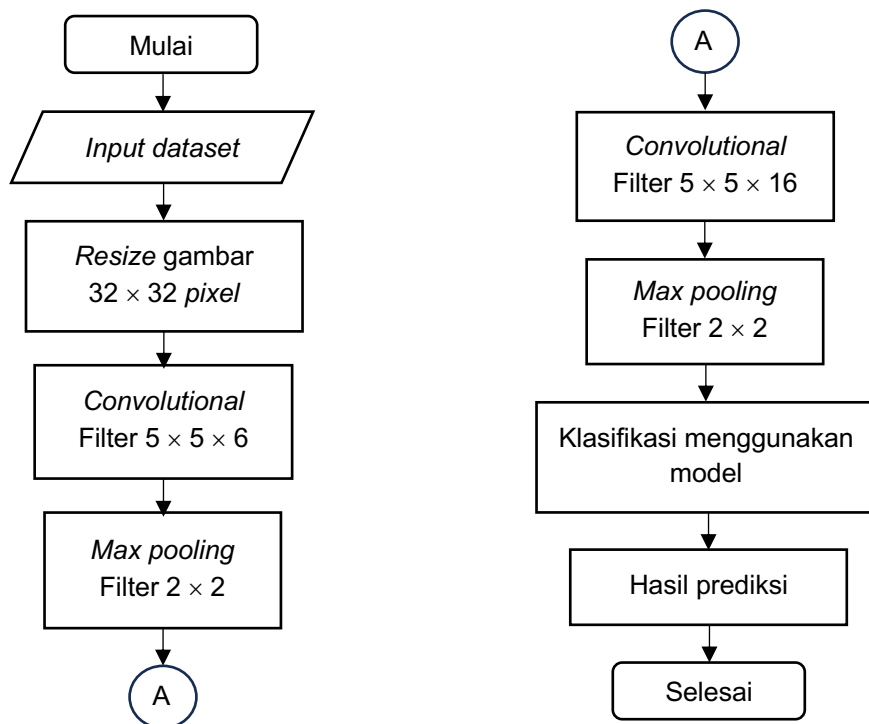 Mulai
Input dataset
Resize gambar
32 × 32 pixel
Convolutional
Filter 5 × 5 × 6
Max pooling
Filter 2 × 2
A
A
Convolutional
Filter 5 × 5 × 16
Max pooling
Filter 2 × 2
Klasifikasi menggunakan
model
Hasil prediksi
Selesai